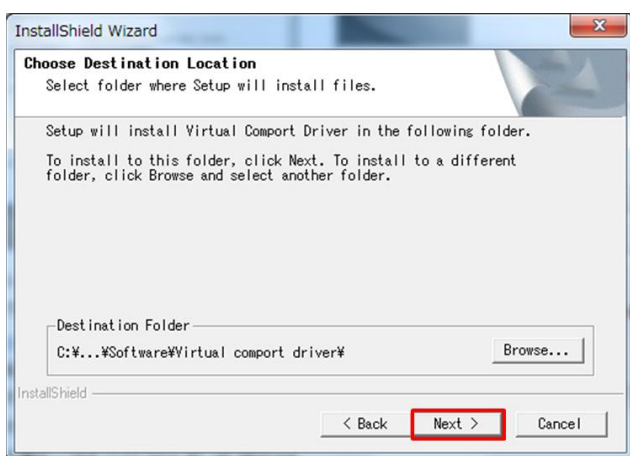 InstallShield Wizard
Choose Destination Location
Select folder where Setup will install files.
Setup will install Virtual Comport Driver in the following folder.
To install to this folder, click Next. To install to a different
folder, click Browse and select another folder.
Destination Folder
C:¥...¥Software¥Virtual comport driver¥
Browse...
InstallShield
< Back
Next >
Cancel